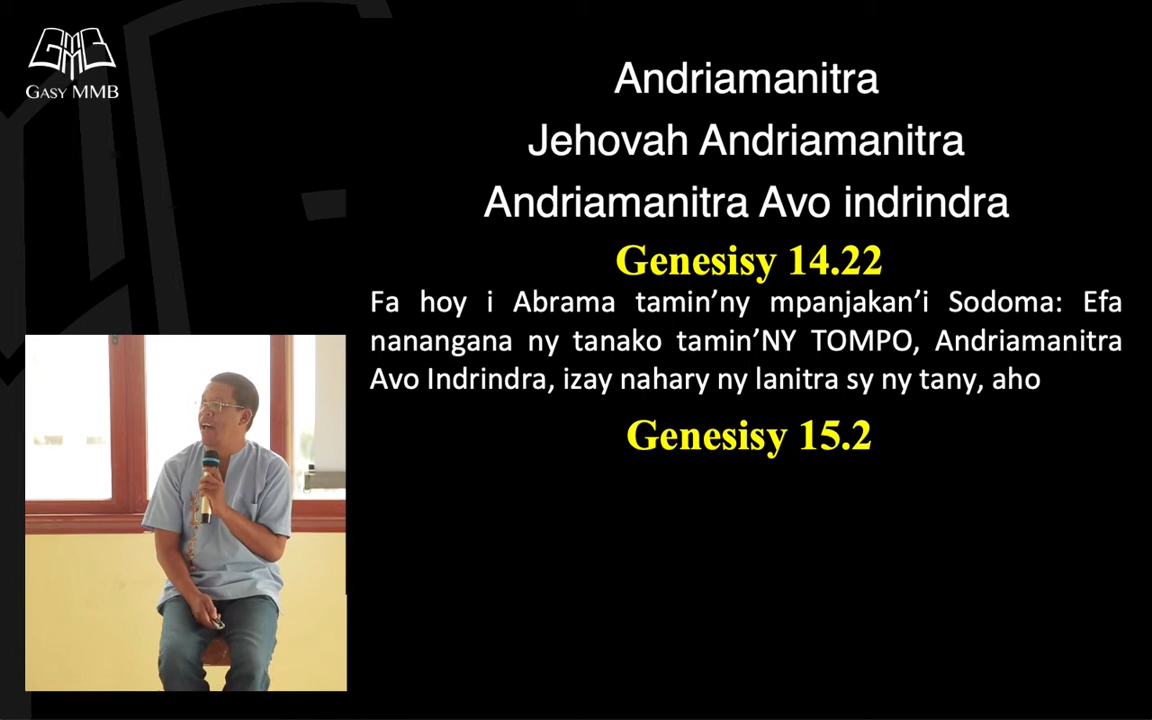 GMMB
GASY MMB
Andriamanitra
Jehovah Andriamanitra
Andriamanitra Avo indrindra
Genesisy 14.22
Fa hoy i Abrama tamin’ny mpanjakan’i Sodoma: Efa
nanangana ny tanako tamin’NY TOMPO, Andriamanitra
Avo Indrindra, izay nahary ny lanitra sy ny tany, aho
Genesisy 15.2